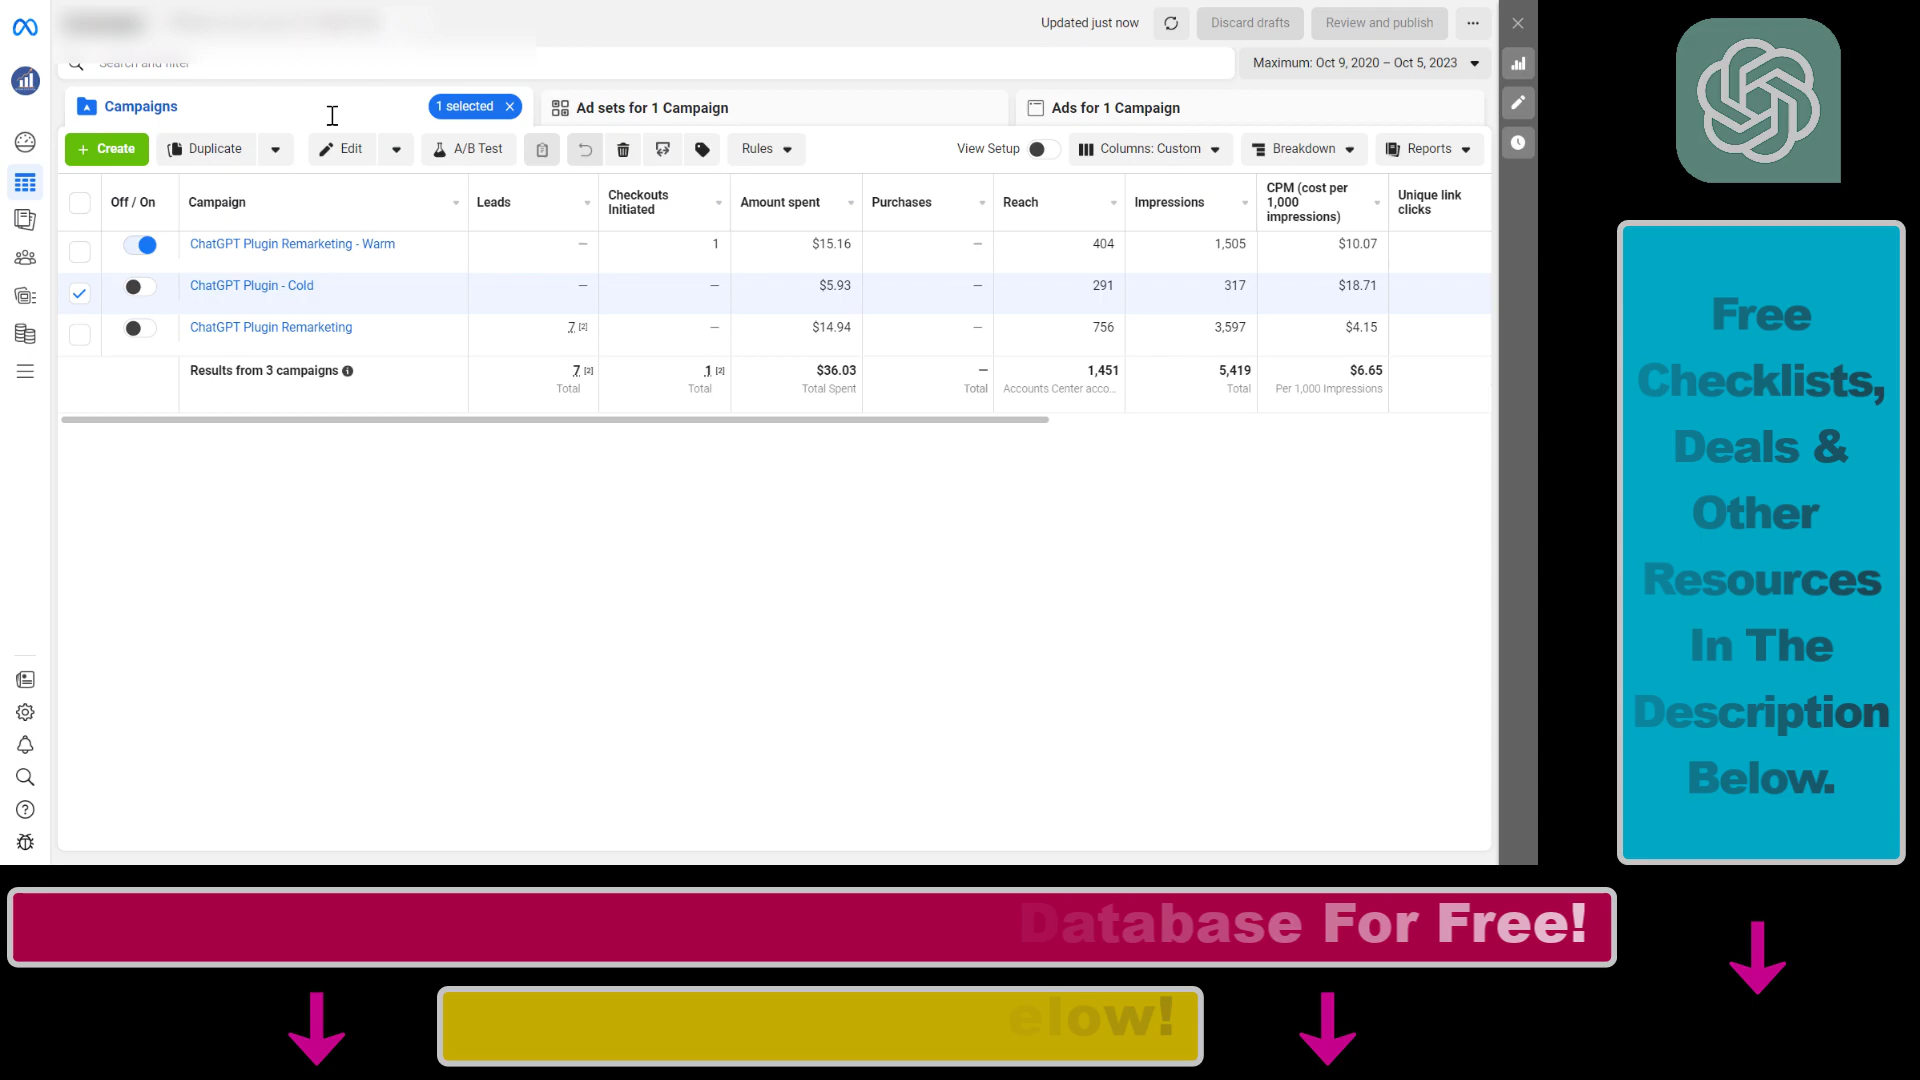 Updated just now
Discard drafts
Review and publish
Search and filter
Maximum: Oct 9, 2020 – Oct 5, 2023
Campaigns
1 selected
Ad sets for 1 Campaign
Ads for 1 Campaign
+ Create
Duplicate
Edit
A/B Test
Rules
View Setup
Columns: Custom
Breakdown
Reports
Off / On
Campaign
Leads
Checkouts
Initiated
Amount spent
Purchases
Reach
Impressions
CPM (cost per
1,000
impressions)
Unique link
clicks
ChatGPT Plugin Remarketing - Warm — 1 $15.16 — 404 1,505 $10.07
ChatGPT Plugin - Cold — — $5.93 — 291 317 $18.71
ChatGPT Plugin Remarketing 7 [2] — $14.94 — 756 3,597 $4.15
Results from 3 campaigns 7 [2] 1 [2] $36.03 — 1,451 5,419 $6.65
Total Total Total Spent Total Accounts Center acco... Total Per 1,000 Impressions
Free
Checklists,
Deals &
Other
Resources
In The
Description
Below.
Database For Free!
elow!